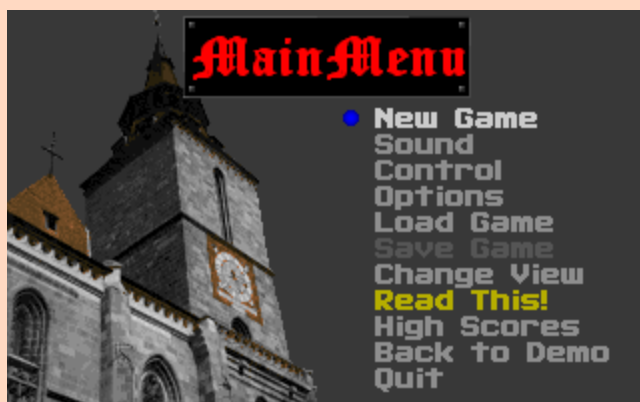 MainMenu
New Game
Sound
Control
Options
Load Game
Save Game
Change View
Read This!
High Scores
Back to Demo
Quit